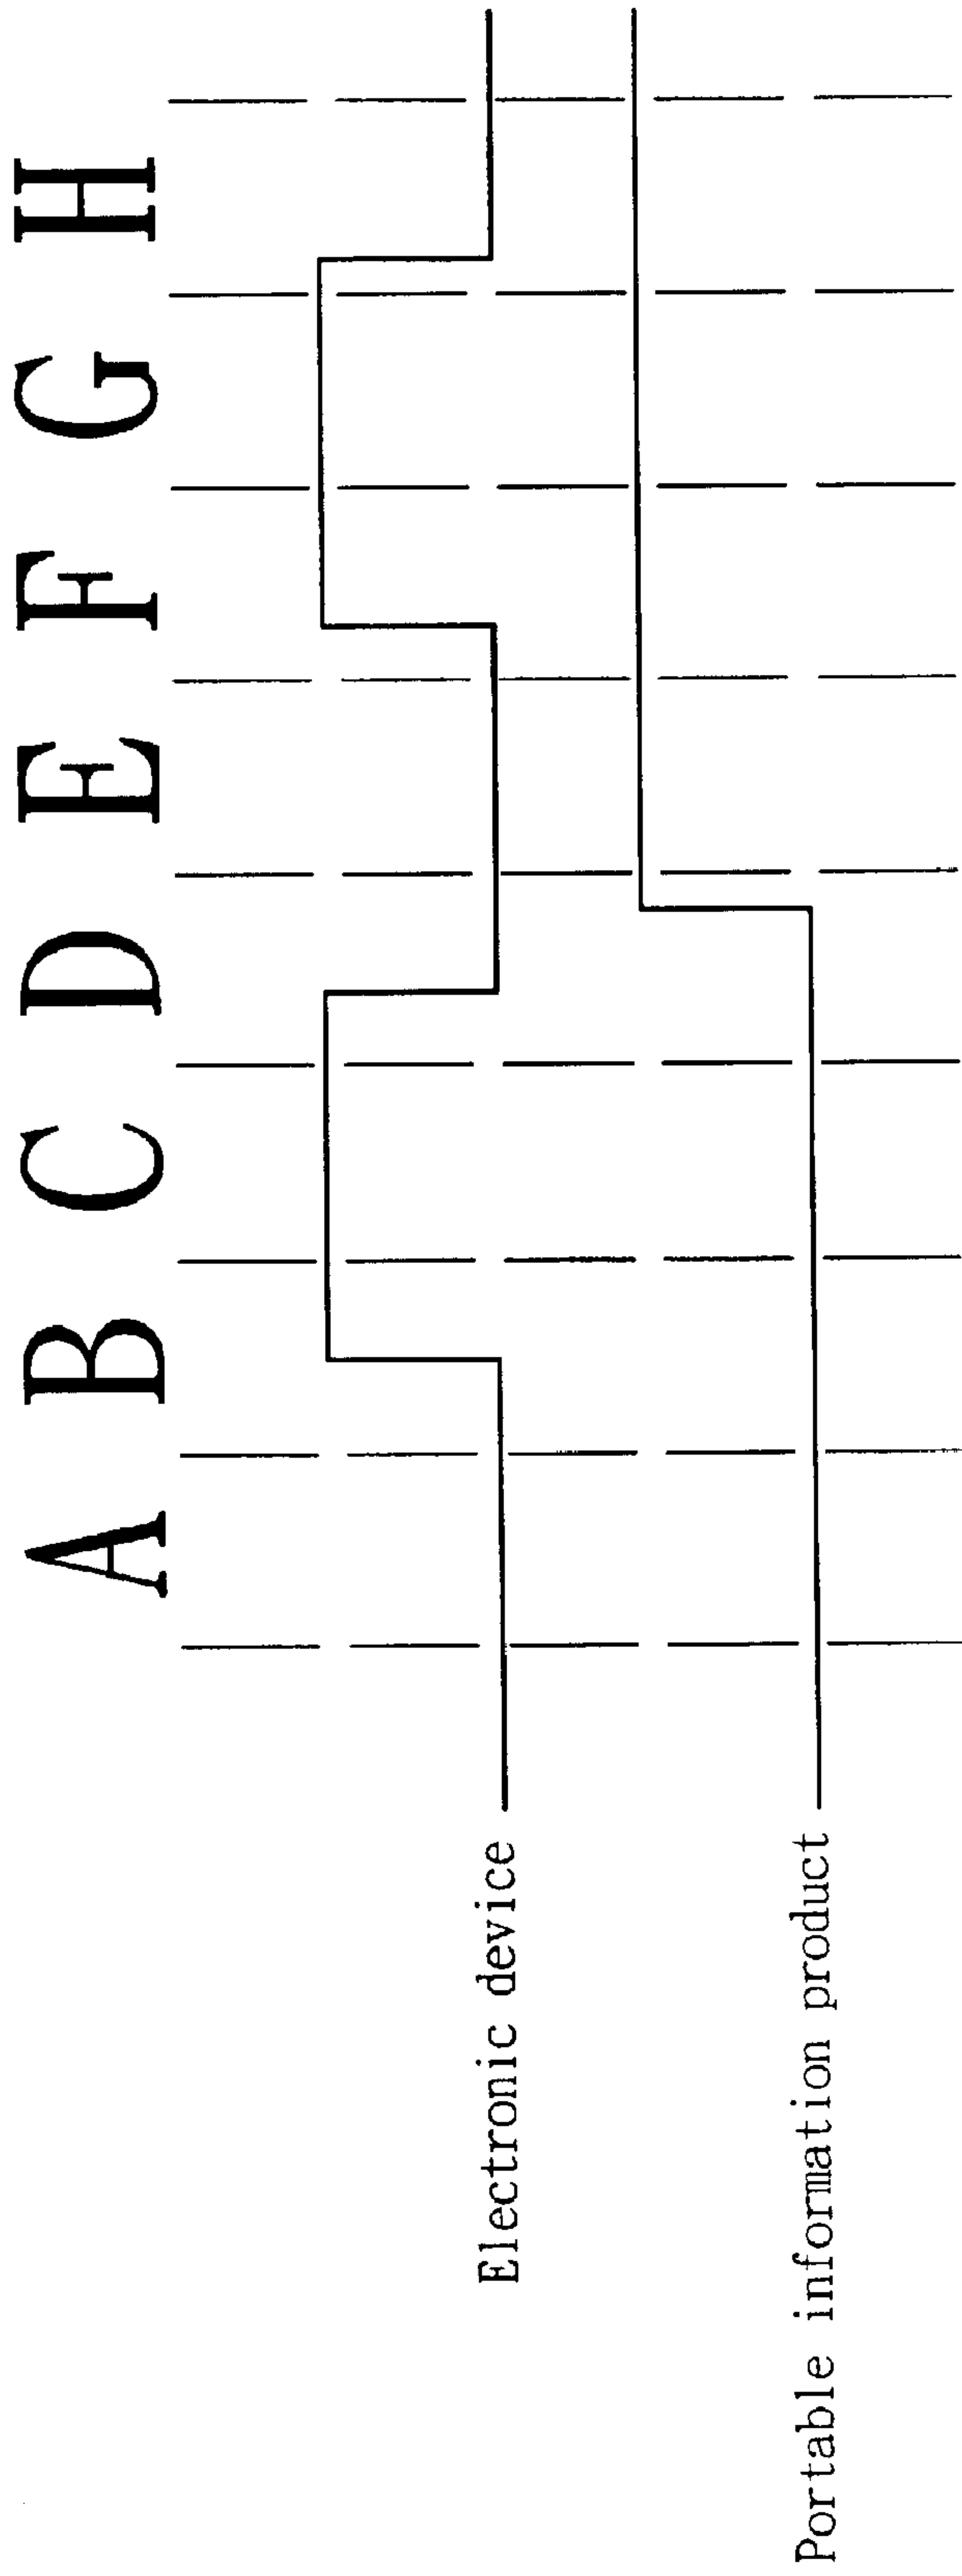 A B C D E F G H
Electronic device
Portable information product